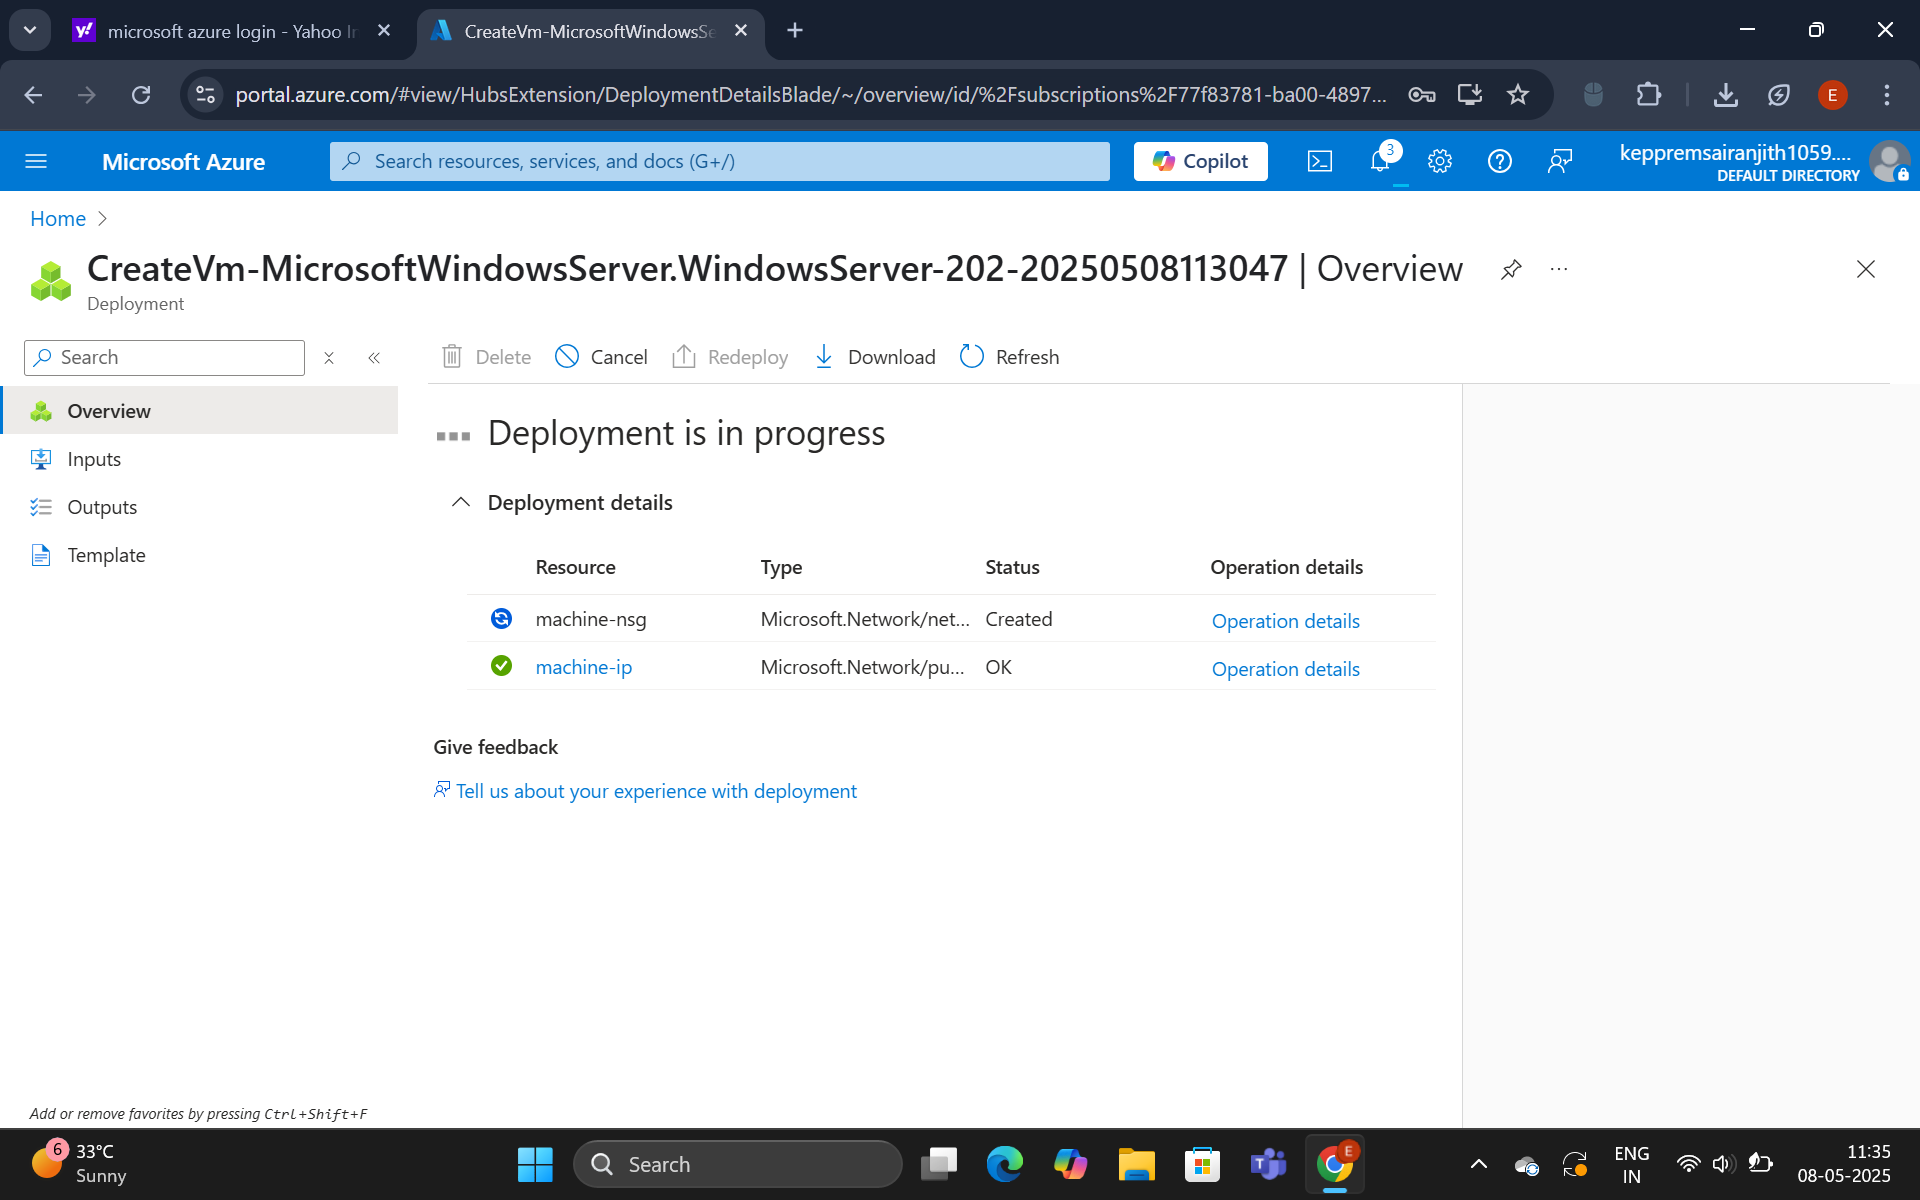 microsoft azure login - Yahoo In
CreateVm-MicrosoftWindowsSe
portal.azure.com/#view/HubsExtension/DeploymentDetailsBlade/~/overview/id/%2Fsubscriptions%2F77f83781-ba00-4897...
E
Microsoft Azure
Search resources, services, and docs (G+/)
Copilot
3
keppremsairanjith1059....
DEFAULT DIRECTORY
Home
CreateVm-MicrosoftWindowsServer.WindowsServer-202-20250508113047 | Overview
Deployment
Search
Delete
Cancel
Redeploy
Download
Refresh
Overview
Inputs
Outputs
Template
Deployment is in progress
Deployment details
Resource Type Status Operation details
machine-nsg Microsoft.Network/net... Created Operation details
machine-ip Microsoft.Network/pu... OK Operation details
Give feedback
Tell us about your experience with deployment
Add or remove favorites by pressing Ctrl+Shift+F
6
33°C
Sunny
Search
E
ENG
IN
11:35
08-05-2025